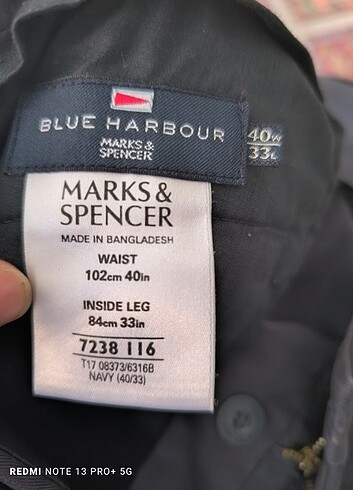 BLUE HARBOUR
MARKS &
SPENCER
40W
33L
MARKS &
SPENCER
MADE IN BANGLADESH
WAIST
102cm 40in
INSIDE LEG
84cm 33in
7238 116
T17 08373/6316B
NAVY (40/33)
REDMI NOTE 13 PRO+ 5G